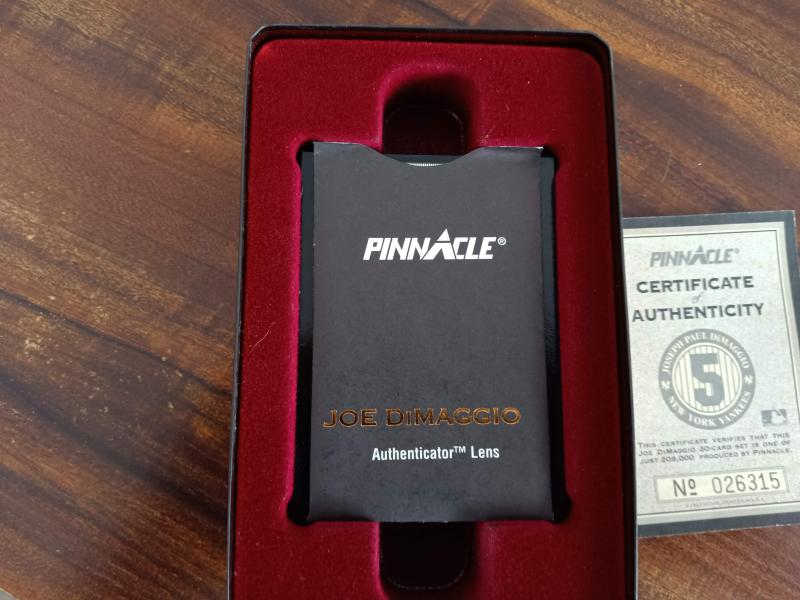 PINNACLE®
JOE DiMAGGIO
Authenticator™ Lens
PINNACLE®
CERTIFICATE
of
AUTHENTICITY
JOSEPH PAUL DiMAGGIO
5
NEW YORK YANKEES
THIS CERTIFICATE VERIFIES THAT THIS
JOE DIMAGGIO 30-CARD SET IS ONE OF
JUST 209,000 PRODUCED BY PINNACLE.
Nº 026315